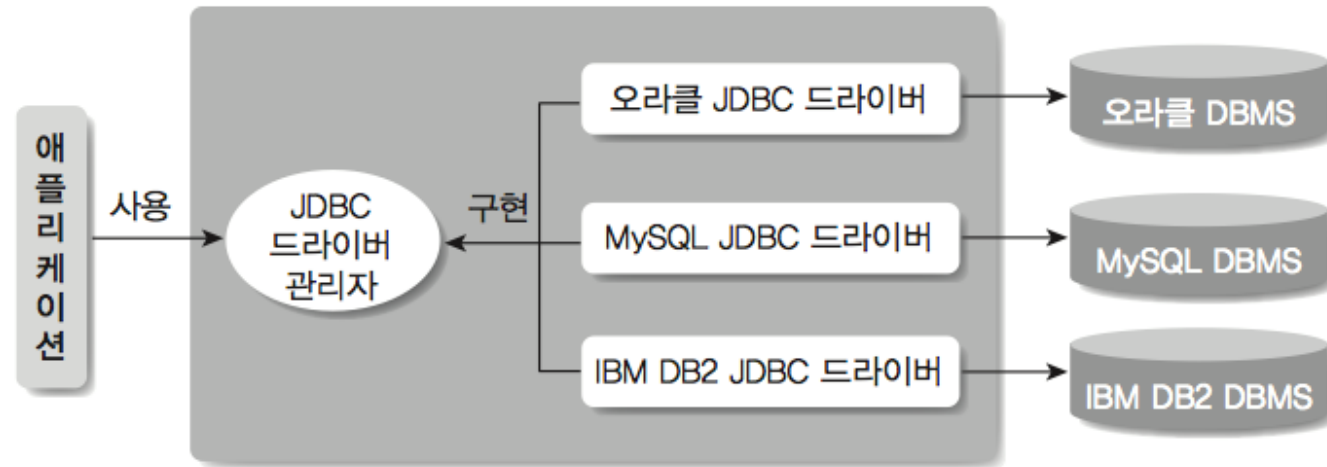 애플리케이션
사용
JDBC
드라이버
관리자
구현
오라클 JDBC 드라이버
MySQL JDBC 드라이버
IBM DB2 JDBC 드라이버
오라클 DBMS
MySQL DBMS
IBM DB2 DBMS